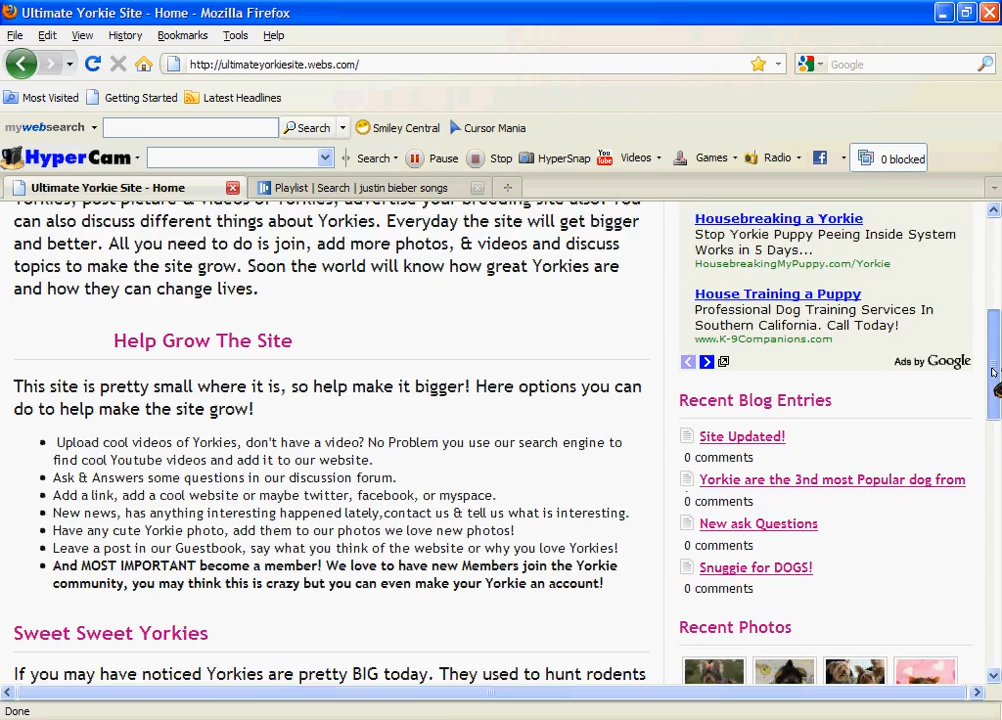 Ultimate Yorkie Site - Home - Mozilla Firefox
File Edit View History Bookmarks Tools Help
http://ultimateyorkiesite.webs.com/
Google
Most Visited Getting Started Latest Headlines
mywebsearch Search Smiley Central Cursor Mania
HyperCam Search Pause Stop HyperSnap You Tube Videos Games Radio 0 blocked
Ultimate Yorkie Site - Home
Playlist | Search | justin bieber songs
Yorkies, post picture & videos of Yorkies, advertise your breeding site also! You
can also discuss different things about Yorkies. Everyday the site will get bigger
and better. All you need to do is join, add more photos, & videos and discuss
topics to make the site grow. Soon the world will know how great Yorkies are
and how they can change lives.
Help Grow The Site
This site is pretty small where it is, so help make it bigger! Here options you can
do to help make the site grow!
Upload cool videos of Yorkies, don't have a video? No Problem you use our search engine to
find cool Youtube videos and add it to our website.
Ask & Answers some questions in our discussion forum.
Add a link, add a cool website or maybe twitter, facebook, or myspace.
New news, has anything interesting happened lately,contact us & tell us what is interesting.
Have any cute Yorkie photo, add them to our photos we love new photos!
Leave a post in our Guestbook, say what you think of the website or why you love Yorkies!
And MOST IMPORTANT become a member! We love to have new Members join the Yorkie
community, you may think this is crazy but you can even make your Yorkie an account!
Sweet Sweet Yorkies
If you may have noticed Yorkies are pretty BIG today. They used to hunt rodents
Housebreaking a Yorkie
Stop Yorkie Puppy Peeing Inside System
Works in 5 Days...
HousebreakingMyPuppy.com/Yorkie
House Training a Puppy
Professional Dog Training Services In
Southern California. Call Today!
www.K-9Companions.com
Ads by Google
Recent Blog Entries
Site Updated!
0 comments
Yorkie are the 3nd most Popular dog from
0 comments
New ask Questions
0 comments
Snuggie for DOGS!
0 comments
Recent Photos
Done